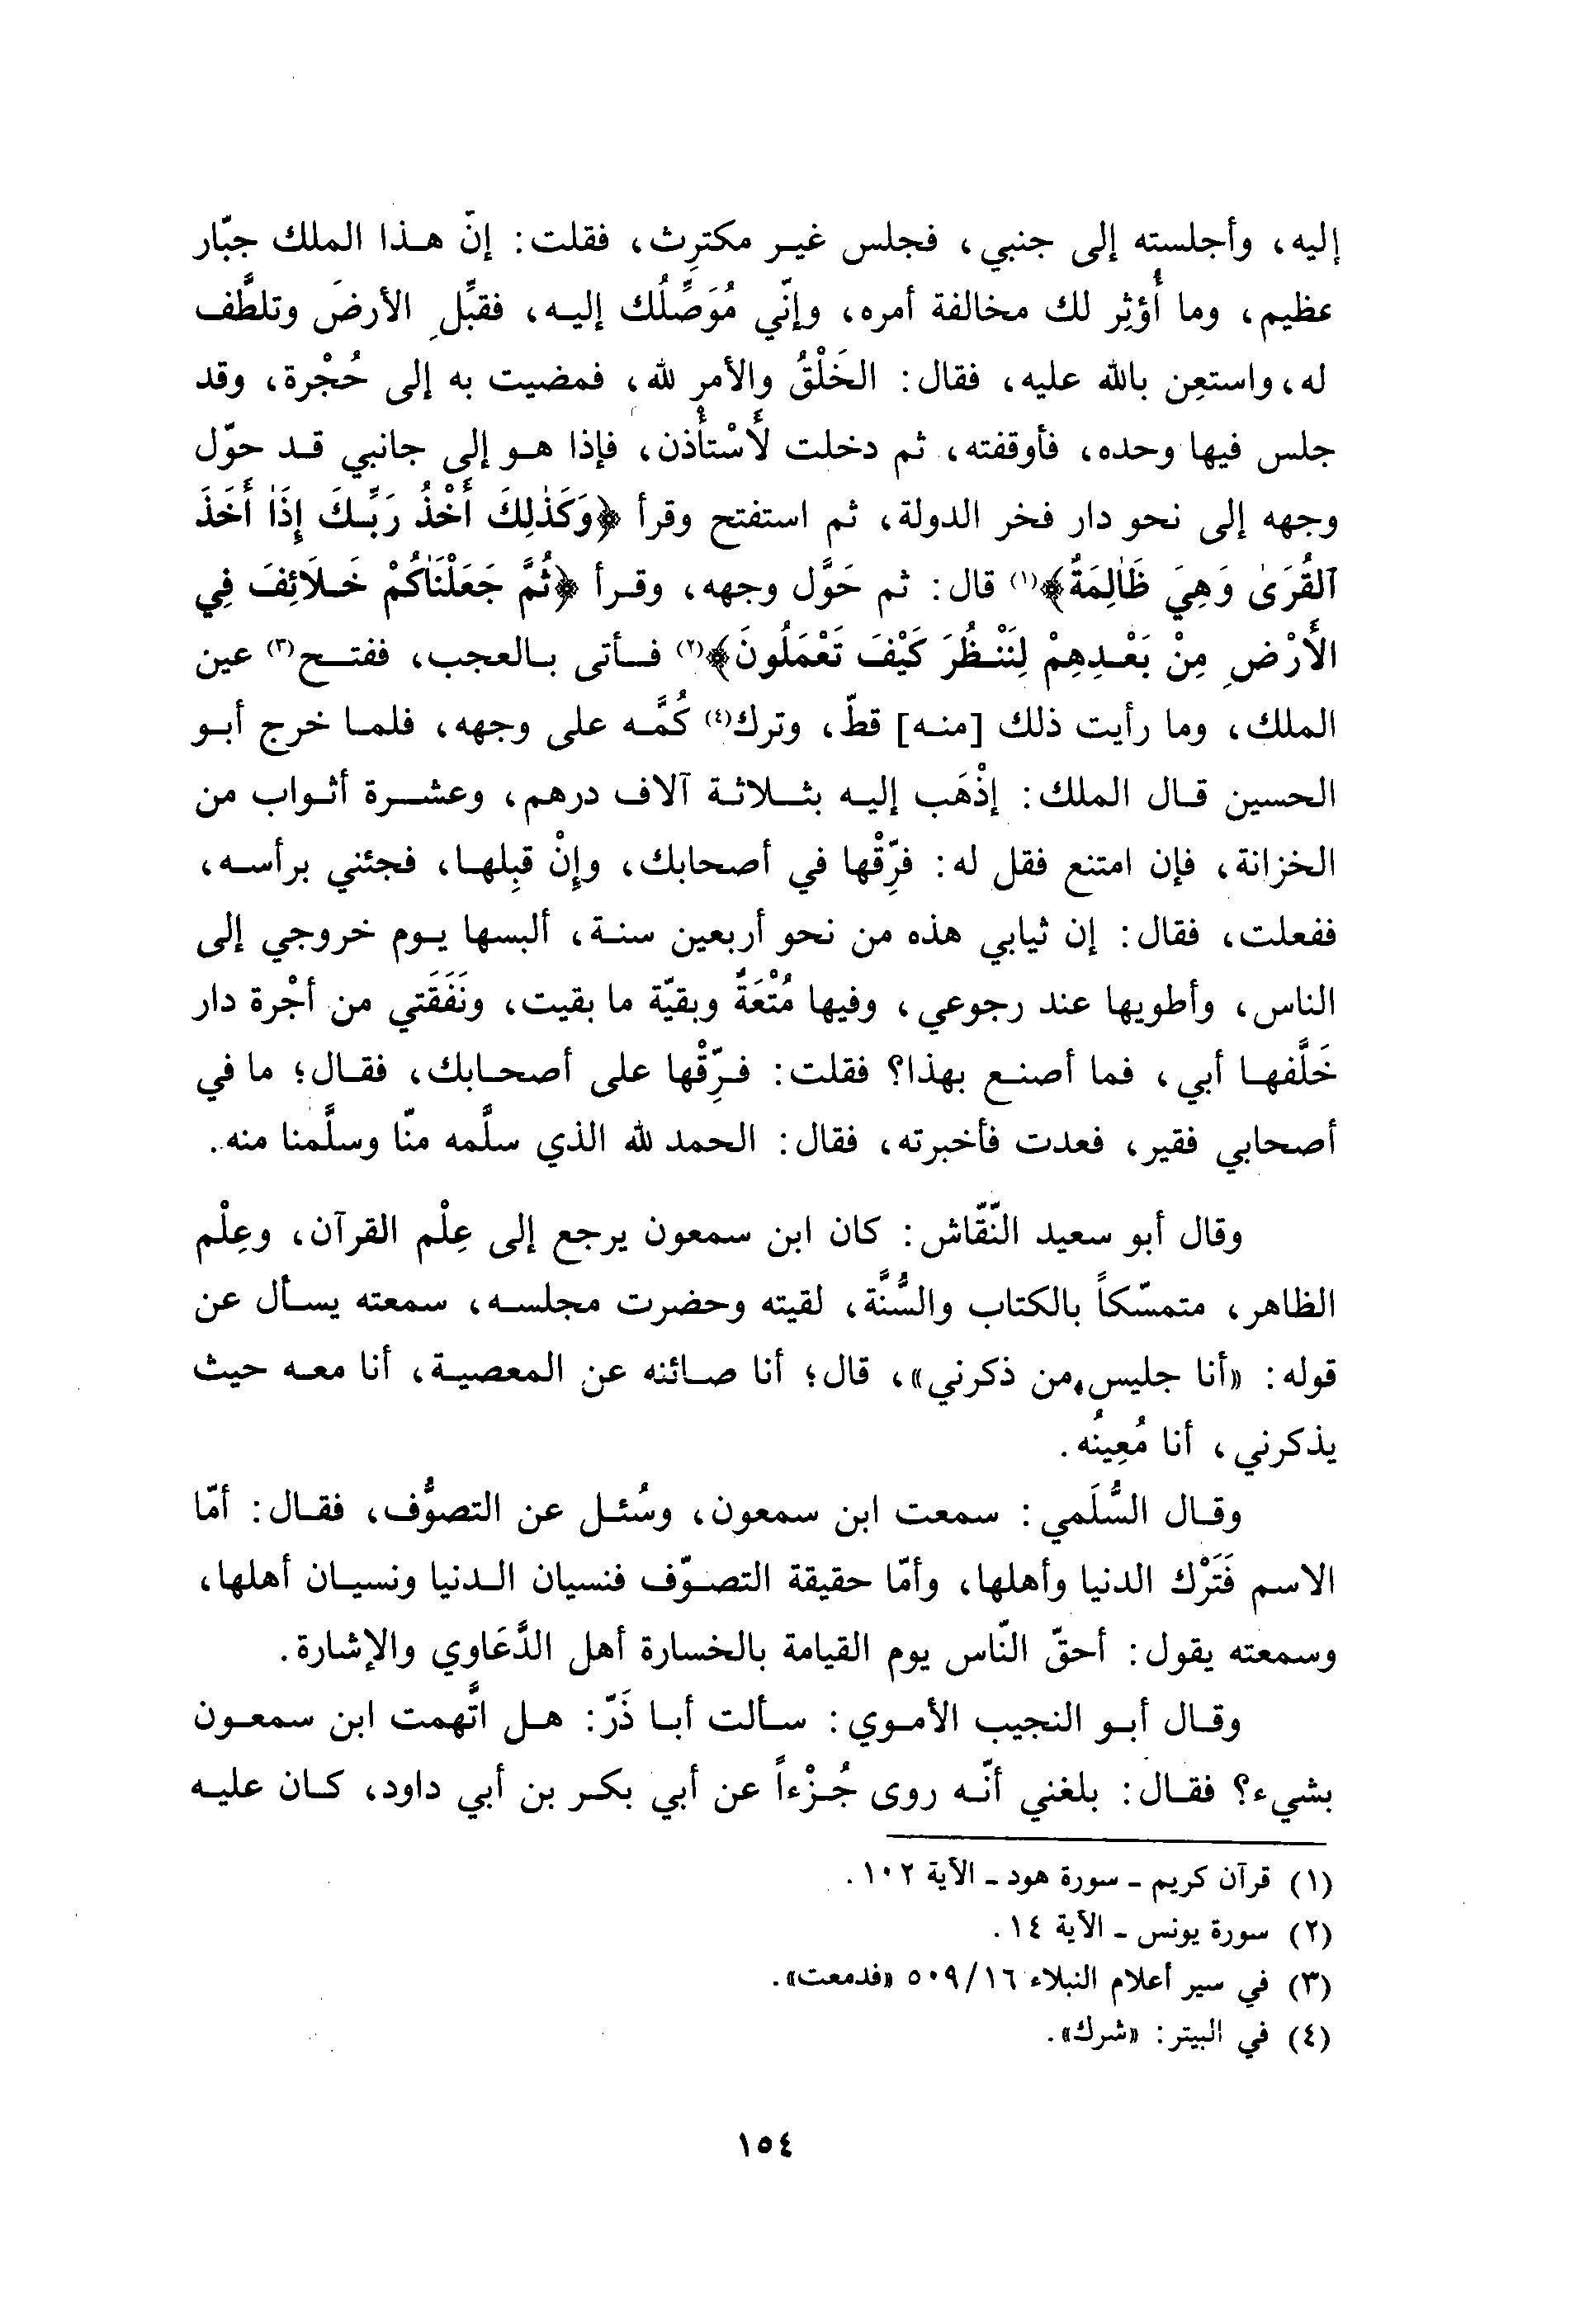 إليه، وأجلسته إلى جنبي، فجلس غير مكترِث، فقلت: إنّ هذا الملك جبّار
عظيم، وما أُؤثِر لك مخالفة أمره، وإنّي مُوَصِّلُك إليه، فقبِّلِ الأرضَ وتلطَّف
له، واستعِن بالله عليه، فقال: الخَلْقُ والأمر لله، فمضيت به إلى حُجْرة، وقد
جلس فيها وحده، فأوقفته، ثم دخلت لأَسْتأْذن، فإذا هو إلى جانبي قد حوّل
وجهه إلى نحو دار فخر الدولة، ثم استفتح وقرأ ﴿وَكَذٰلِكَ أَخْذُ رَبِّكَ إِذَا أَخَذَ
ٱلقُرَىٰ وَهِيَ ظَالِمَةٌ﴾(١) قال: ثم حَوَّل وجهه، وقرأ ﴿ثُمَّ جَعَلْنَاكُمْ خَلَائِفَ فِي
الأَرْضِ مِنْ بَعْدِهِمْ لِنَنْظُرَ كَيْفَ تَعْمَلُونَ﴾(٢) فأتى بالعجب، ففتح(٣) عين
الملك، وما رأيت ذلك [منه] قطّ، وترك(٤) كُمَّه على وجهه، فلما خرج أبو
الحسين قال الملك: إذْهَب إليه بثلاثة آلاف درهم، وعشرة أثواب من
الخزانة، فإن امتنع فقل له: فرِّقْها في أصحابك، وإنْ قبِلها، فجئني برأسه،
ففعلت، فقال: إن ثيابي هذه من نحو أربعين سنة، ألبسها يوم خروجي إلى
الناس، وأطويها عند رجوعي، وفيها مُتْعَةٌ وبقيّة ما بقيت، ونَفَقَتي من أجْرة دار
خَلَّفها أبي، فما أصنع بهذا؟ فقلت: فرِّقْها على أصحابك، فقال؛ ما في
أصحابي فقير، فعدت فأخبرته، فقال: الحمد لله الذي سلَّمه منّا وسلَّمنا منه.
وقال أبو سعيد النّقّاش: كان ابن سمعون يرجع إلى عِلْم القرآن، وعِلْم
الظاهر، متمسّكاً بالكتاب والسُّنَّة، لقيته وحضرت مجلسه، سمعته يسأل عن
قوله: «أنا جليس من ذكرني»، قال؛ أنا صائنه عن المعصية، أنا معه حيث
يذكرني، أنا مُعِينُه.
وقال السُّلَمي: سمعت ابن سمعون، وسُئل عن التصوُّف، فقال: أمّا
الاسم فَتَرْك الدنيا وأهلها، وأمّا حقيقة التصوّف فنسيان الدنيا ونسيان أهلها،
وسمعته يقول: أحقّ النّاس يوم القيامة بالخسارة أهل الدَّعَاوي والإشارة.
وقال أبو النجيب الأموي: سألت أبا ذَرّ: هل اتَّهمت ابن سمعون
بشيء؟ فقال: بلغني أنّه روى جُزْءاً عن أبي بكر بن أبي داود، كان عليه
(١) قرآن كريم - سورة هود - الآية ١٠٢.
(٢) سورة يونس - الآية ١٤.
(٣) في سير أعلام النبلاء ٥٠٩/١٦ «فدمعت».
(٤) في البيتر: «شرك».
١٥٤